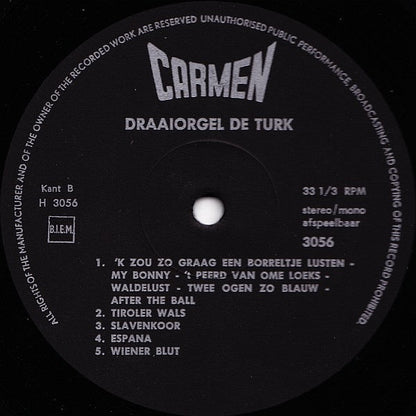 ALL RIGHTS OF THE MANUFACTURER AND OF THE OWNER OF THE RECORDED WORK ARE RESERVED UNAUTHORISED PUBLIC PERFORMANCE, BROADCASTING AND COPYING OF THIS RECORD PROHIBITED.
CARMEN
DRAAIORGEL DE TURK
Kant B
H 3056
B.I.E.M.
33 1/3 RPM
stereo/mono
afspeelbaar
3056
1. 'K ZOU ZO GRAAG EEN BORRELTJE LUSTEN -
MY BONNY - 't PEERD VAN OME LOEKS -
WALDELUST - TWEE OGEN ZO BLAUW -
AFTER THE BALL
2. TIROLER WALS
3. SLAVENKOOR
4. ESPANA
5. WIENER BLUT